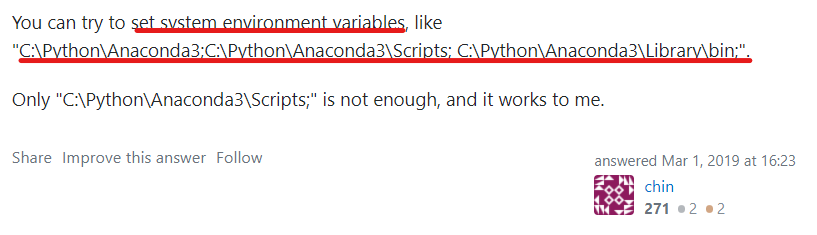 You can try to set system environment variables, like
"C:\Python\Anaconda3;C:\Python\Anaconda3\Scripts; C:\Python\Anaconda3\Library\bin;".
Only "C:\Python\Anaconda3\Scripts;" is not enough, and it works to me.
Share Improve this answer Follow
answered Mar 1, 2019 at 16:23
chin
271 2 2